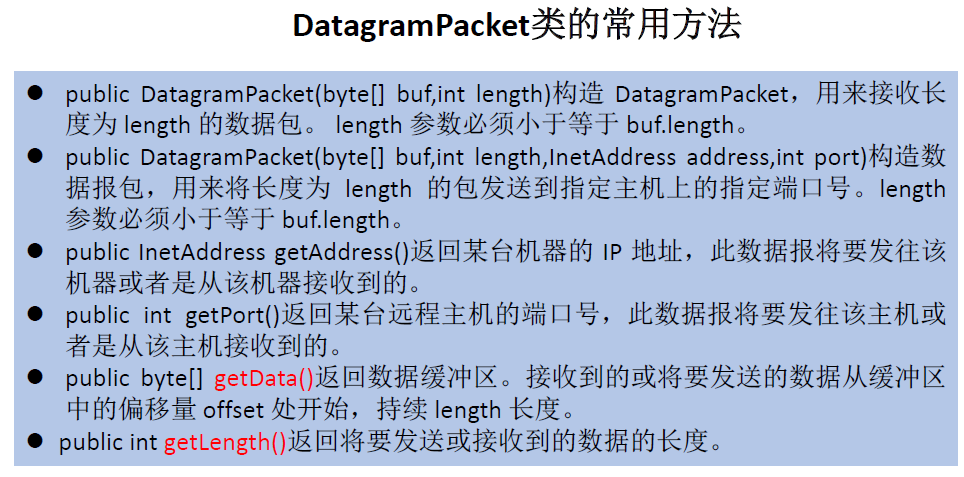 DatagramPacket类的常用方法
● public DatagramPacket(byte[] buf,int length)构造 DatagramPacket，用来接收长
度为 length 的数据包。 length 参数必须小于等于 buf.length。
● public DatagramPacket(byte[] buf,int length,InetAddress address,int port)构造数
据报包，用来将长度为 length 的包发送到指定主机上的指定端口号。length
参数必须小于等于 buf.length。
● public InetAddress getAddress()返回某台机器的 IP 地址，此数据报将要发往该
机器或者是从该机器接收到的。
● public int getPort()返回某台远程主机的端口号，此数据报将要发往该主机或
者是从该主机接收到的。
● public byte[] getData()返回数据缓冲区。接收到的或将要发送的数据从缓冲区
中的偏移量 offset 处开始，持续 length 长度。
● public int getLength()返回将要发送或接收到的数据的长度。